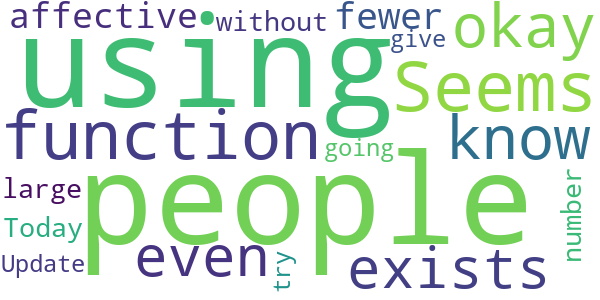 affective
without
fewer
okay
using
give
Seems
function
know
going
people
large
Today
number
even
exists
Update
try